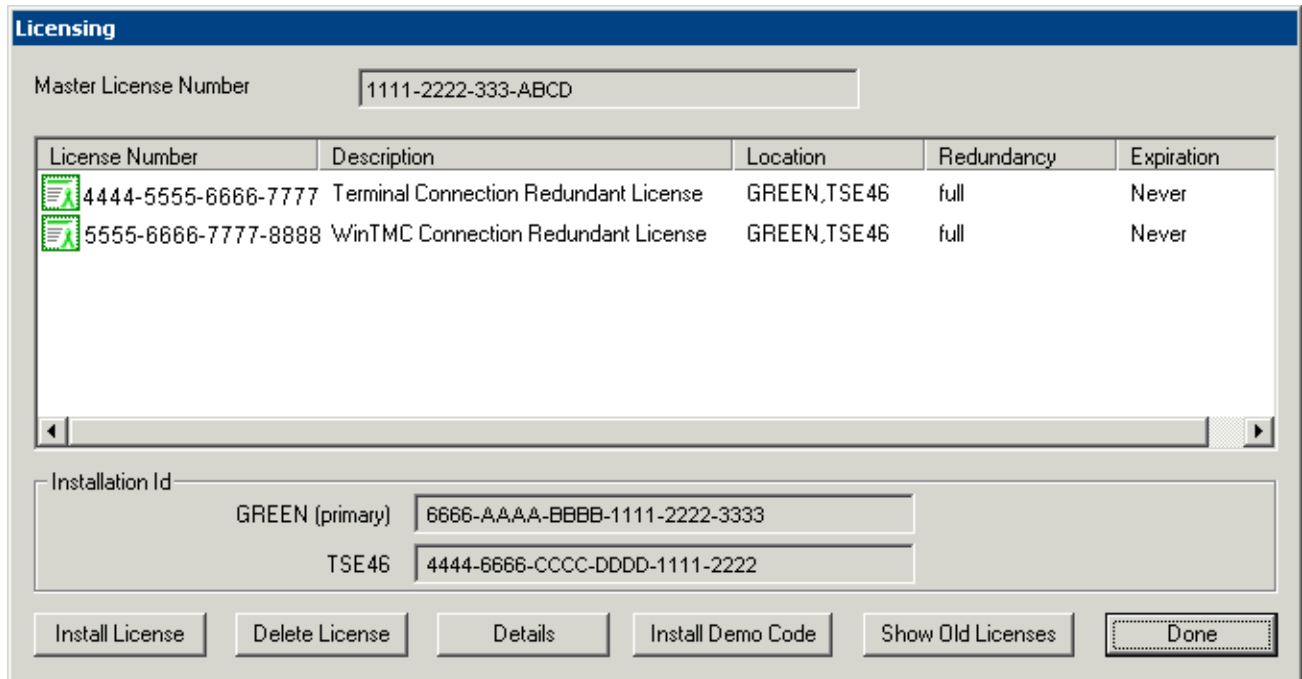 Licensing
Master License Number 1111-2222-333-ABCD
License Number Description Location Redundancy Expiration
4444-5555-6666-7777 Terminal Connection Redundant License GREEN,TSE46 full Never
5555-6666-7777-8888 WinTMC Connection Redundant License GREEN,TSE46 full Never
Installation Id
GREEN (primary) 6666-AAAA-BBBB-1111-2222-3333
TSE46 4444-6666-CCCC-DDDD-1111-2222
Install License Delete License Details Install Demo Code Show Old Licenses Done